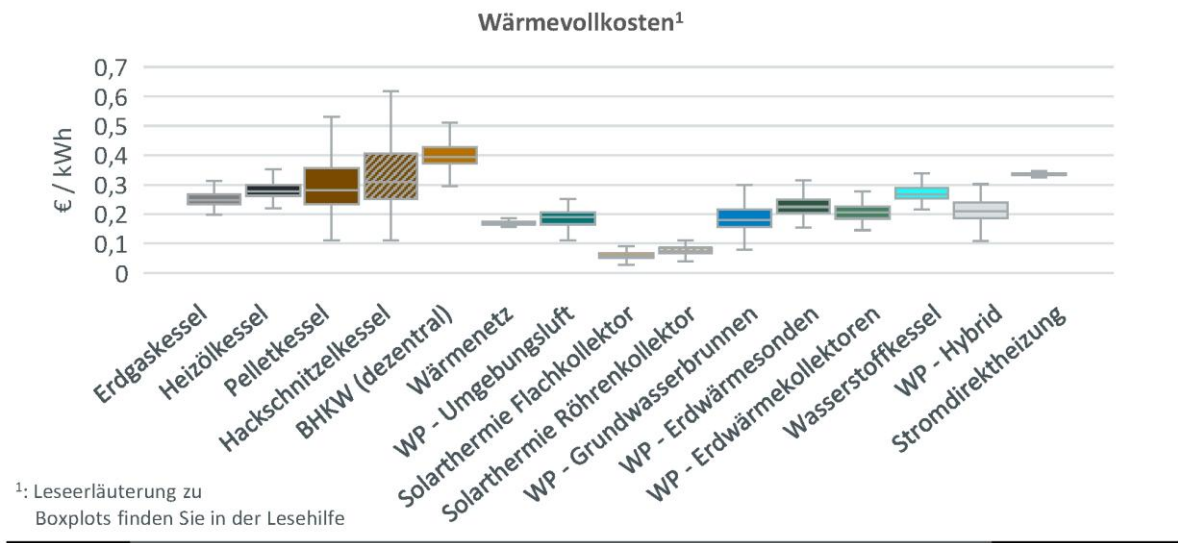 Wärmevollkosten¹
€ / kWh
0,7
0,6
0,5
0,4
0,3
0,2
0,1
0
Erdgaskessel
Heizölkessel
Pelletkessel
Hackschnitzelkessel
BHKW (dezentral)
Wärmenetz
WP - Umgebungsluft
Solarthermie Flachkollektor
Solarthermie Röhrenkollektor
WP - Grundwasserbrunnen
WP - Erdwärmesonden
WP - Erdwärmekollektoren
Wasserstoffkessel
WP - Hybrid
Stromdirektheizung
¹: Leseerläuterung zu
Boxplots finden Sie in der Lesehilfe